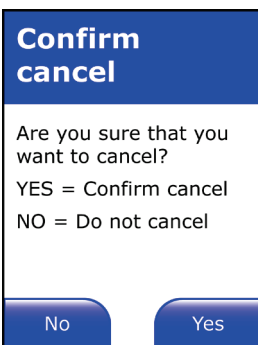 Confirm
cancel
Are you sure that you
want to cancel?
YES = Confirm cancel
NO = Do not cancel
No
Yes